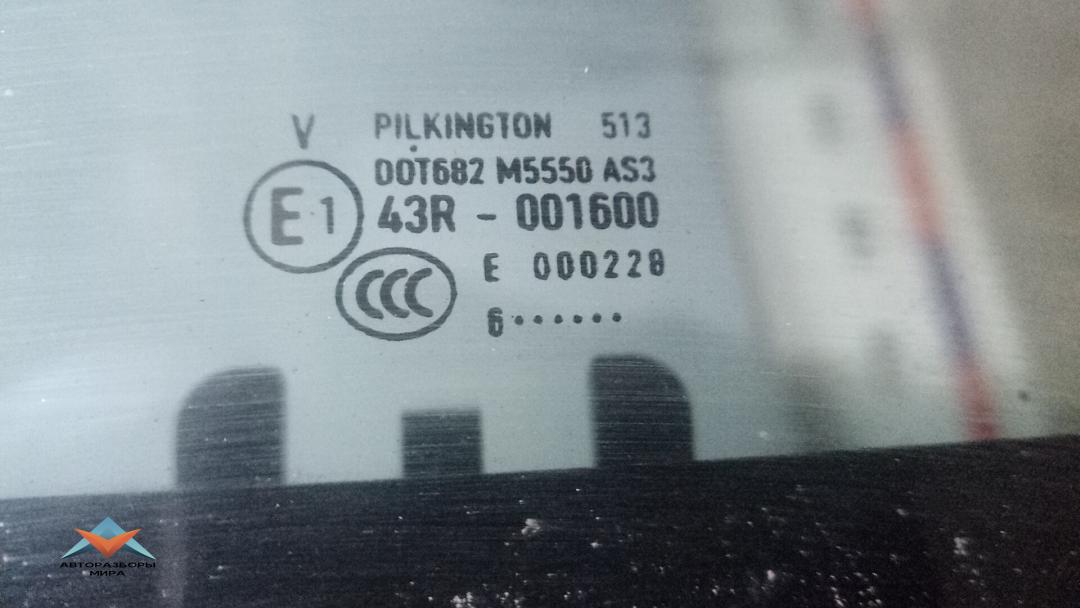 V PILKINGTON 513
DOT682 M5550 AS3
E1 43R - 001600
CCC E 000228
6••••••
АВТОРАЗБОРЫ
МИРА